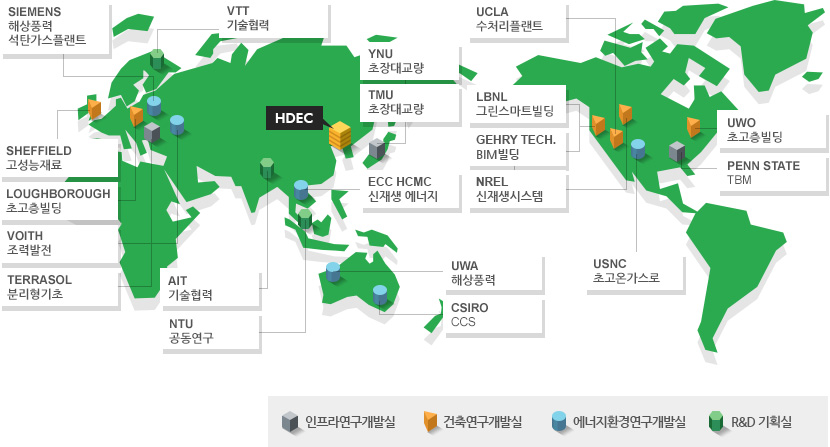 SIEMENS
해상풍력
석탄가스플랜트
VTT
기술협력
YNU
초장대교량
TMU
초장대교량
HDEC
UCLA
수처리플랜트
LBNL
그린스마트빌딩
GEHRY TECH.
BIM빌딩
NREL
신재생시스템
UWO
초고층빌딩
PENN STATE
TBM
SHEFFIELD
고성능재료
LOUGHBOROUGH
초고층빌딩
VOITH
조력발전
TERRASOL
분리형기초
AIT
기술협력
NTU
공동연구
ECC HCMC
신재생 에너지
UWA
해상풍력
CSIRO
CCS
USNC
초고온가스로
인프라연구개발실
건축연구개발실
에너지환경연구개발실
R&D 기획실